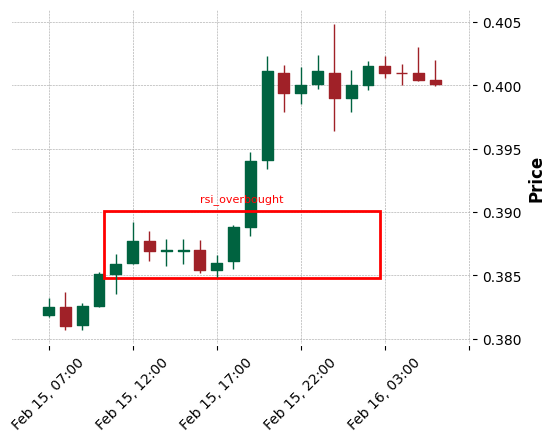 0.405
0.400
0.395
rsi_overbought
0.390
0.385
0.380
Price
Feb 15, 07:00
Feb 15, 12:00
Feb 15, 17:00
Feb 15, 22:00
Feb 16, 03:00